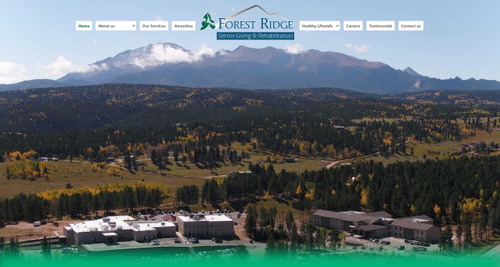 Home
About us
Our Services
Amenities
FOREST RIDGE
Senior Living & Rehabilitation
Healthy Lifestyle
Careers
Testimonials
Contact us